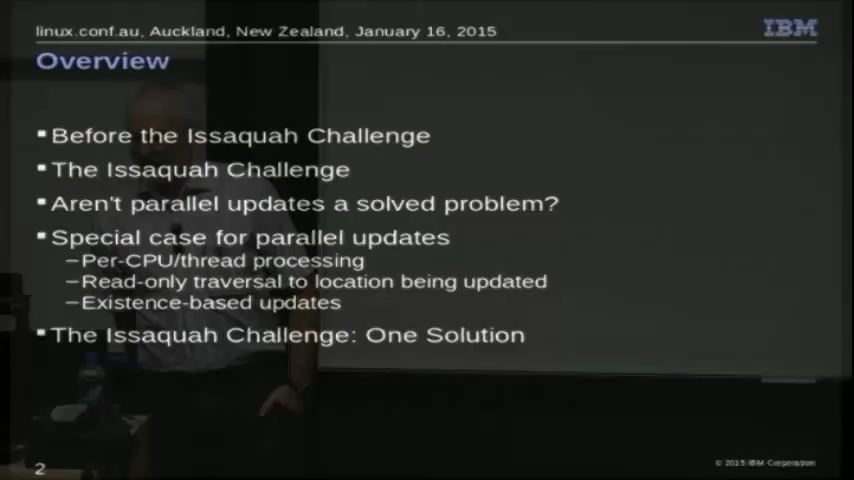 linux.conf.au, Auckland, New Zealand, January 16, 2015
IBM
Overview
Before the Issaquah Challenge
The Issaquah Challenge
Aren't parallel updates a solved problem?
Special case for parallel updates
–Per-CPU/thread processing
–Read-only traversal to location being updated
–Existence-based updates
The Issaquah Challenge: One Solution
2
© 2015 IBM Corporation